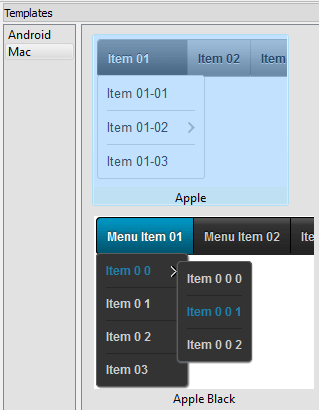 Templates
Android
Mac
Item 01 Item 02 Item
Item 01-01
Item 01-02
Item 01-03
Apple
Menu Item 01 Menu Item 02 Ite
Item 0 0
Item 0 1
Item 0 2
Item 03
Item 0 0 0
Item 0 0 1
Item 0 0 2
Apple Black